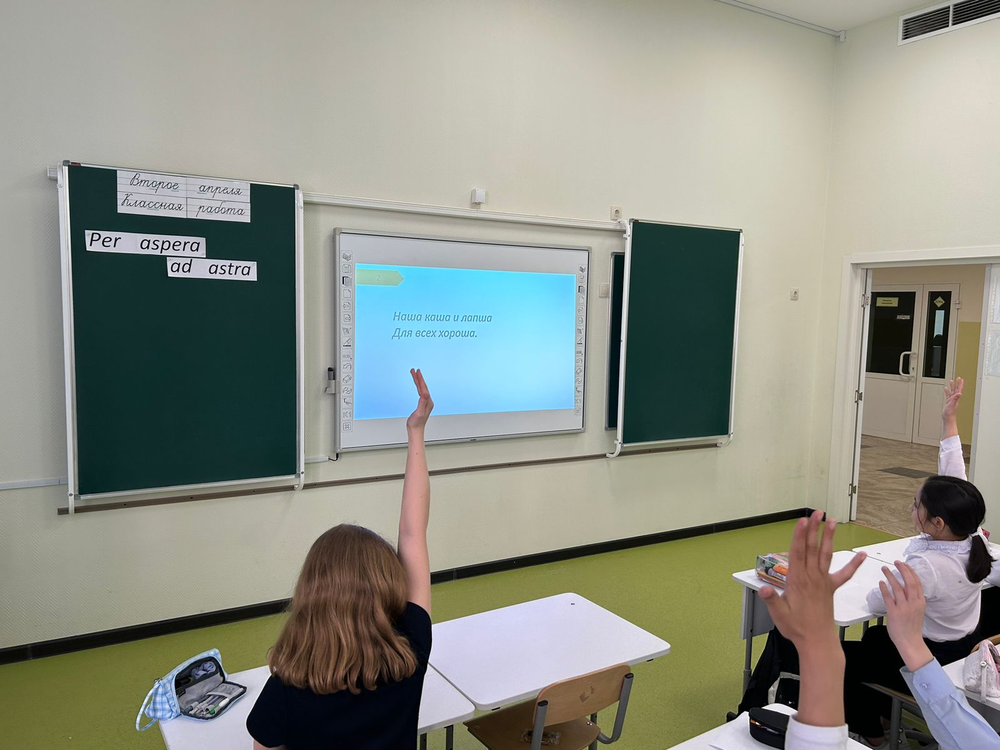 Второе апреля
Классная работа
Per aspera
ad astra
2
Наша каша и лапша
Для всех хороша.